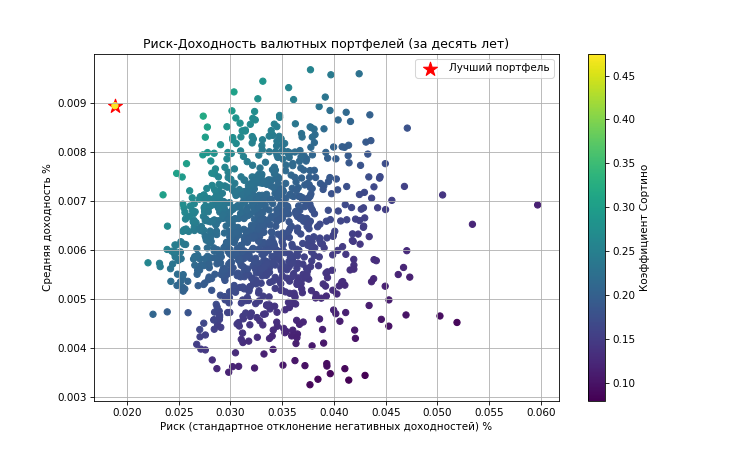 Риск-Доходность валютных портфелей (за десять лет)
Лучший портфель
Средняя доходность %
0.009
0.008
0.007
0.006
0.005
0.004
0.003
0.020 0.025 0.030 0.035 0.040 0.045 0.050 0.055 0.060
Риск (стандартное отклонение негативных доходностей) %
0.45
0.40
0.35
0.30
0.25
0.20
0.15
0.10
Коэффициент Сортино